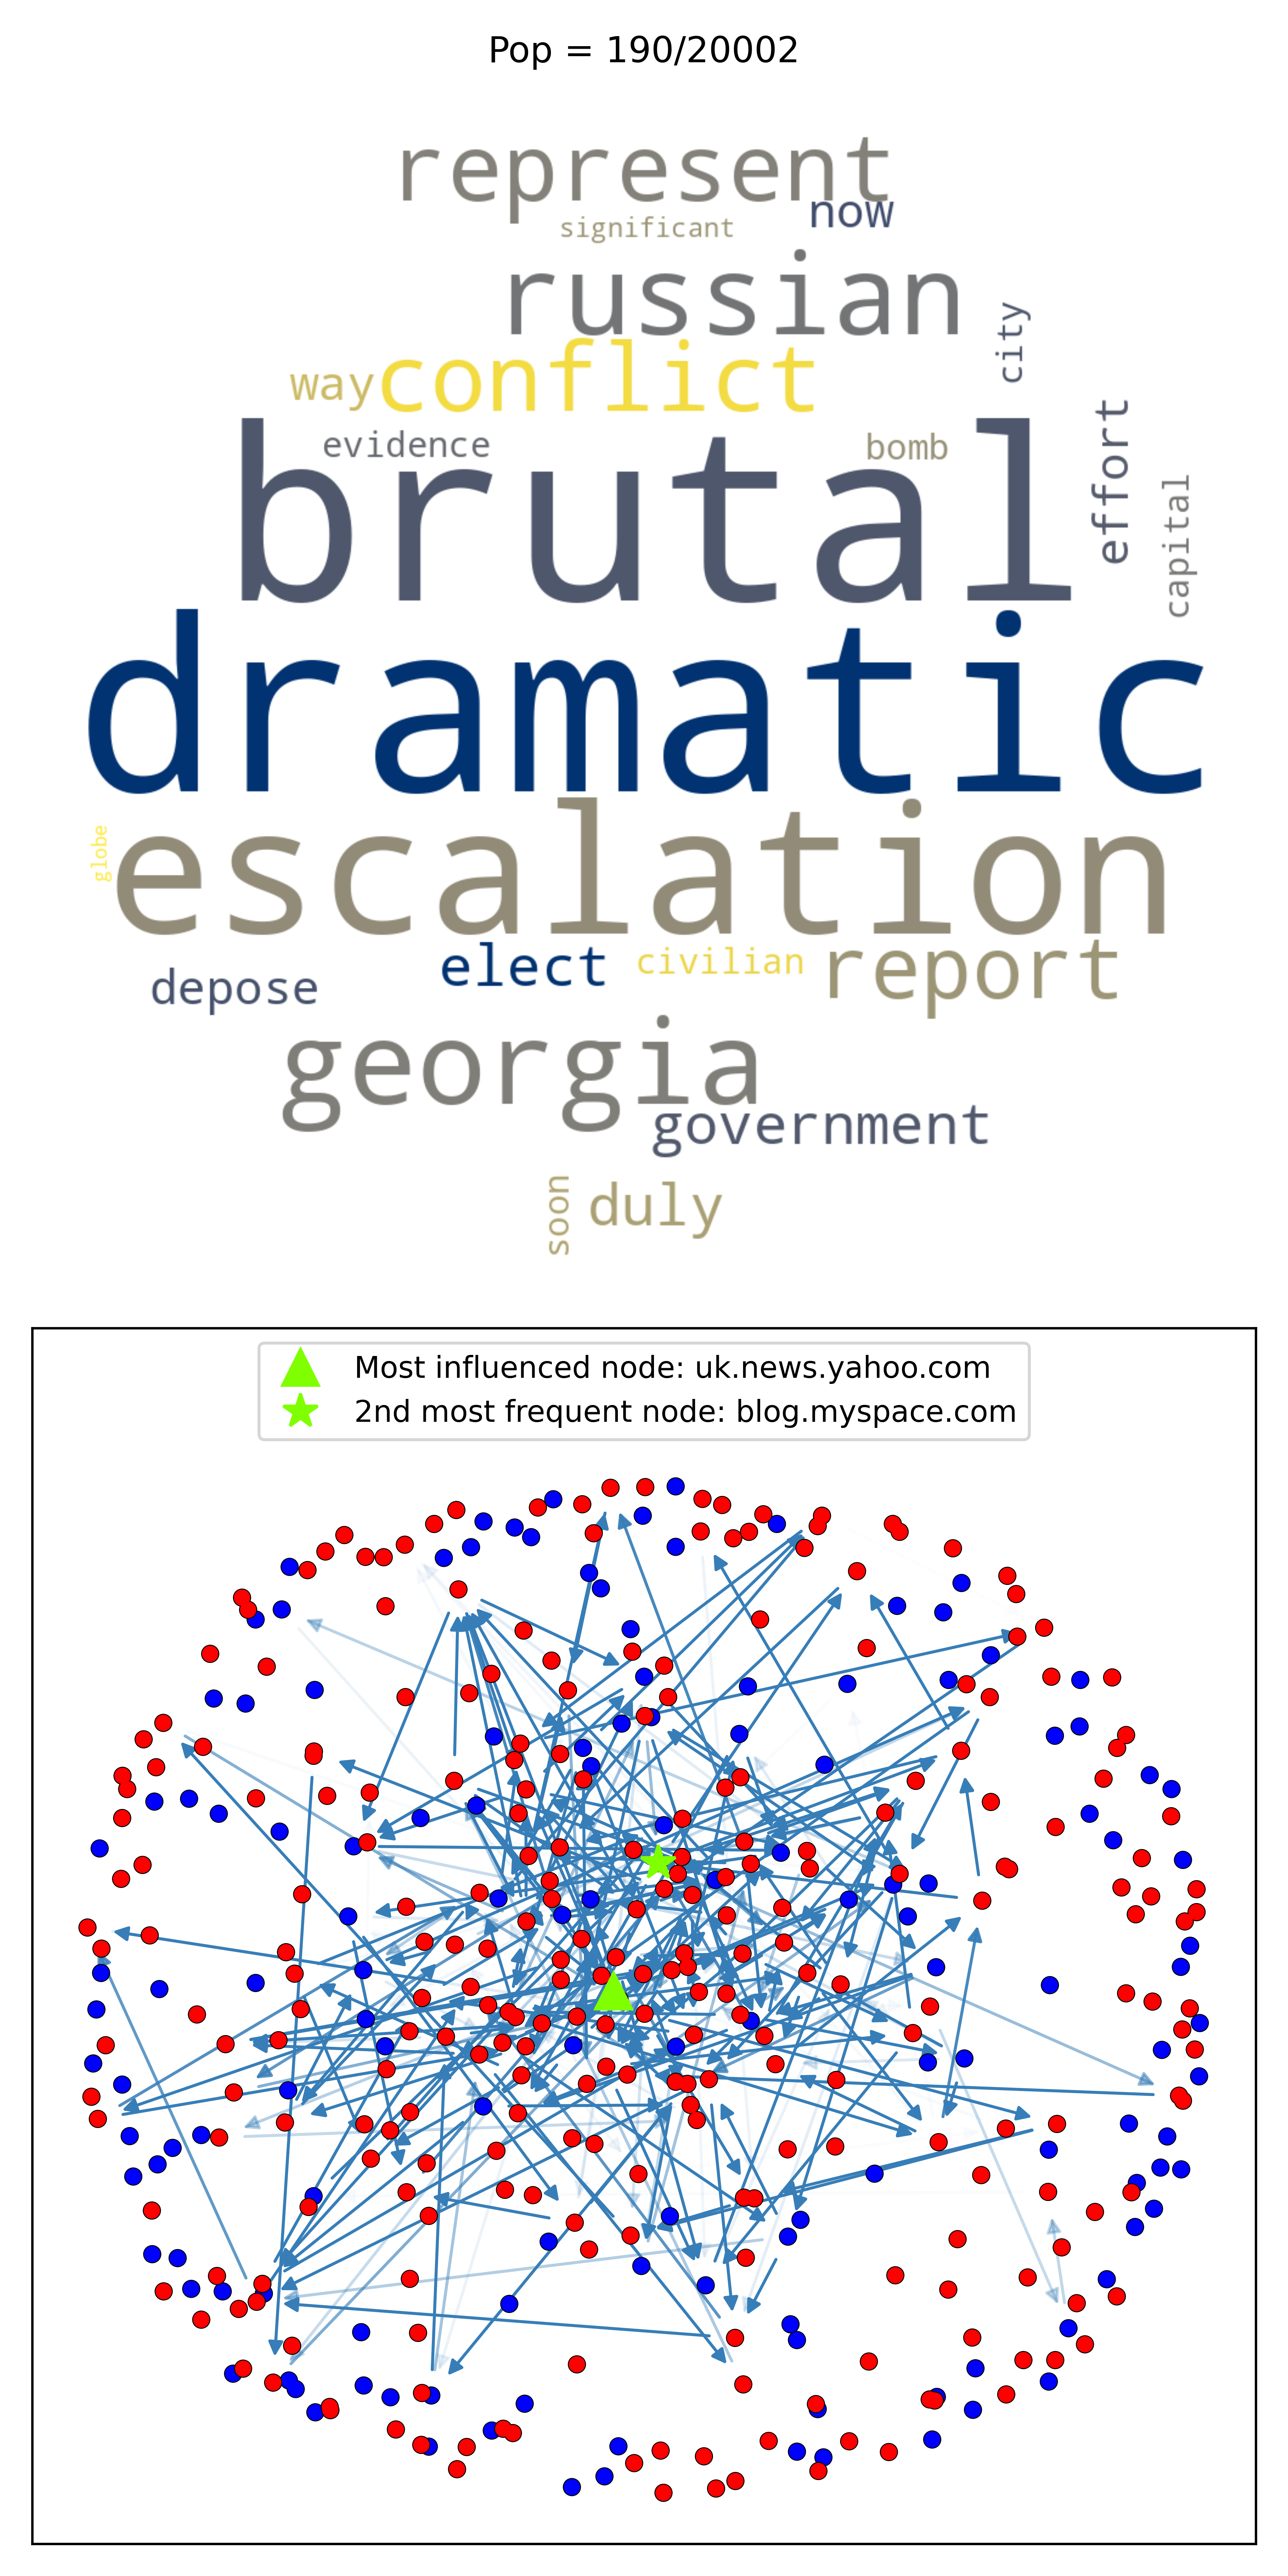 Pop = 190/20002
represent
significant
now
russian
city
conflict
way
evidence
bomb
effort
brutal
capital
dramatic
globe
escalation
elect
civilian
report
depose
georgia
government
soon
duly
Most influenced node: uk.news.yahoo.com
2nd most frequent node: blog.myspace.com